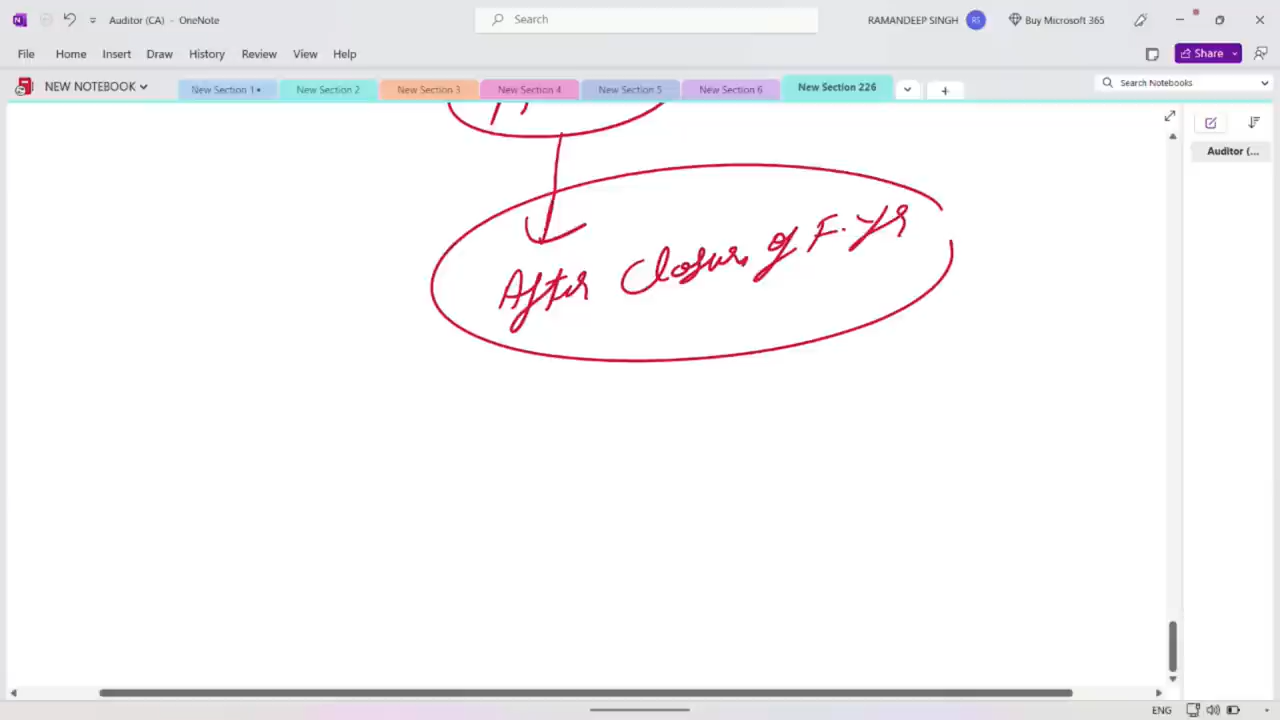 Auditor (CA) - OneNote
Search
RAMANDEEP SINGH RS
Buy Microsoft 365
File Home Insert Draw History Review View Help
Share
NEW NOTEBOOK
New Section 1 New Section 2 New Section 3 New Section 4 New Section 5 New Section 6 New Section 226
Search Notebooks
Auditor (...
After Closure of F. Yr
ENG